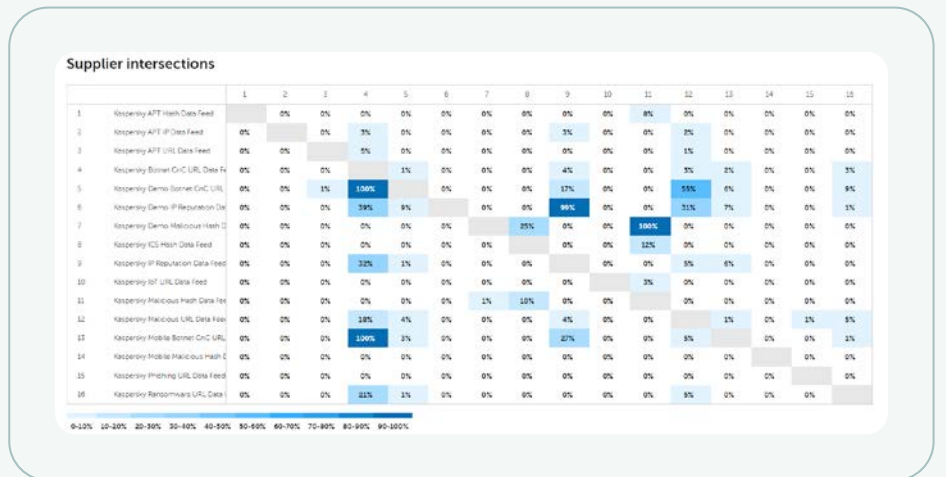 Supplier intersections
1 2 3 4 5 6 7 8 9 10 11 12 13 14 15 16
1 Kaspersky APT Hash Data Feed 0% 0% 0% 0% 0% 0% 0% 0% 0% 8% 0% 0% 0% 0% 0%
2 Kaspersky APT IP Data Feed 0% 0% 3% 0% 0% 0% 0% 3% 0% 0% 2% 0% 0% 0% 0%
3 Kaspersky APT URL Data Feed 0% 0% 5% 0% 0% 0% 0% 0% 0% 0% 1% 0% 0% 0% 0%
4 Kaspersky Botnet CnC URL Data Fe 0% 0% 0% 1% 0% 0% 0% 4% 0% 0% 3% 2% 0% 0% 3%
5 Kaspersky Demo Botnet CnC URL 0% 0% 1% 100% 0% 0% 0% 17% 0% 0% 55% 6% 0% 0% 9%
6 Kaspersky Demo IP Reputation Da 0% 0% 0% 39% 9% 0% 0% 99% 0% 0% 31% 7% 0% 0% 1%
7 Kaspersky Demo Malicious Hash D 0% 0% 0% 0% 0% 0% 25% 0% 0% 100% 0% 0% 0% 0% 0%
8 Kaspersky ICS Hash Data Feed 0% 0% 0% 0% 0% 0% 0% 0% 0% 12% 0% 0% 0% 0% 0%
9 Kaspersky IP Reputation Data Feed 0% 0% 0% 32% 1% 0% 0% 0% 0% 0% 5% 6% 0% 0% 0%
10 Kaspersky IoT URL Data Feed 0% 0% 0% 0% 0% 0% 0% 0% 0% 3% 0% 0% 0% 0% 0%
11 Kaspersky Malicious Hash Data Fee 0% 0% 0% 0% 0% 0% 1% 10% 0% 0% 0% 0% 0% 0% 0%
12 Kaspersky Malicious URL Data Feed 0% 0% 0% 18% 4% 0% 0% 0% 4% 0% 0% 1% 0% 1% 5%
13 Kaspersky Mobile Botnet CnC URL 0% 0% 0% 100% 3% 0% 0% 0% 27% 0% 0% 5% 0% 0% 1%
14 Kaspersky Mobile Malicious Hash D 0% 0% 0% 0% 0% 0% 0% 0% 0% 0% 0% 0% 0% 0% 0%
15 Kaspersky Phishing URL Data Feed 0% 0% 0% 0% 0% 0% 0% 0% 0% 0% 0% 0% 0% 0% 0%
16 Kaspersky Ransomware URL Data 0% 0% 0% 21% 1% 0% 0% 0% 0% 0% 0% 5% 0% 0% 0%
0-10% 10-20% 20-30% 30-40% 40-50% 50-60% 60-70% 70-80% 80-90% 90-100%